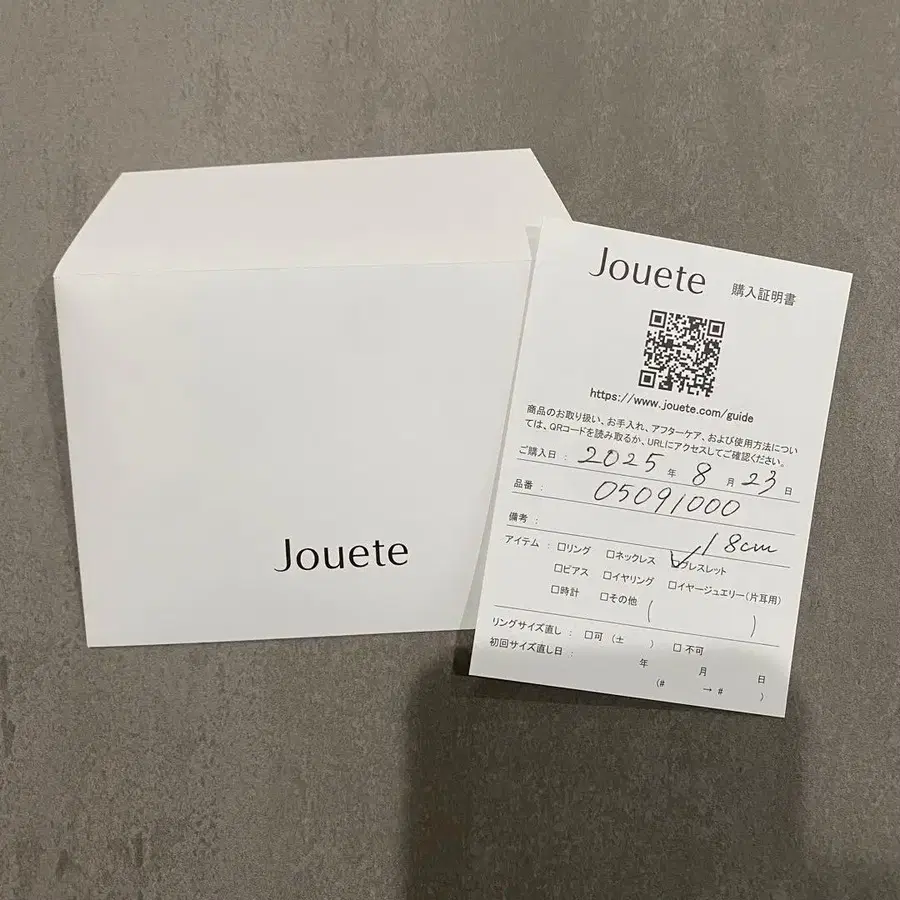 Jouete
Jouete 購入証明書
https://www.jouete.com/guide
商品のお取り扱い、お手入れ、アフターケア、および使用方法につい
ては、QRコードを読み取るか、URLにアクセスしてご確認ください。
ご購入日 : 2025 年 8 月 23 日
品番 : 05091000
備考 : 18cm
アイテム : □リング □ネックレス ✓ブレスレット
□ピアス □イヤリング □イヤージュエリー(片耳用)
□時計 □その他 ( )
リングサイズ直し : □可 (± ) □不可
初回サイズ直し日 : 年 月 日
(# → # )